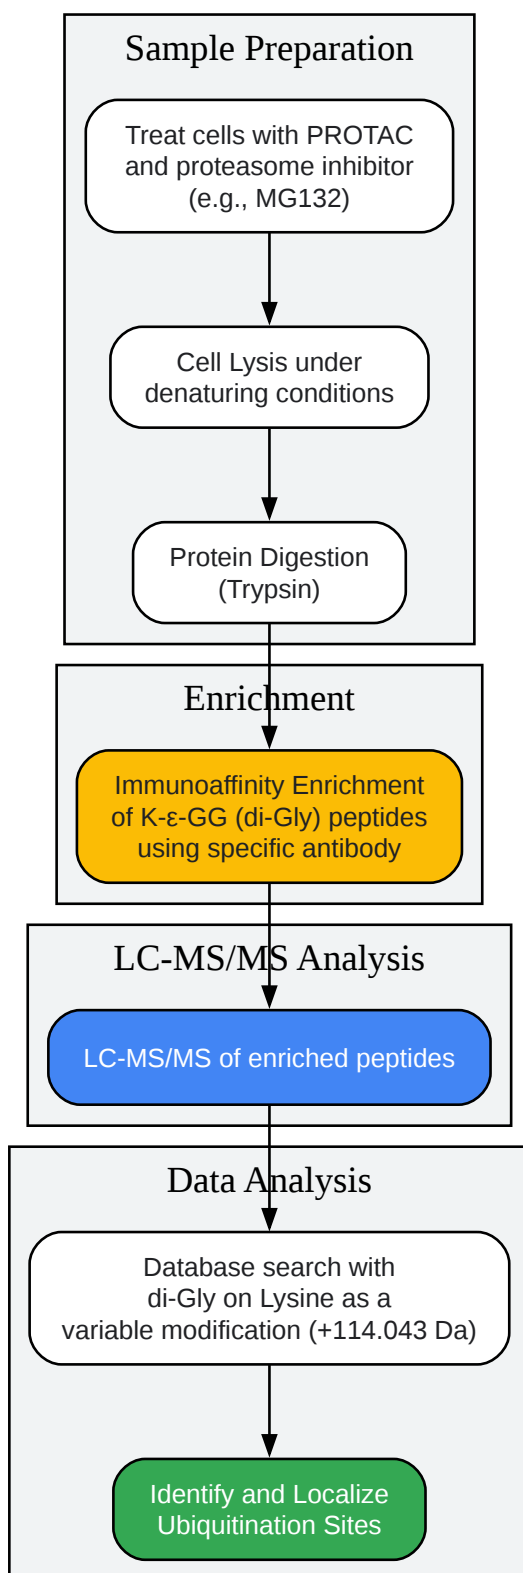 Sample Preparation
Treat cells with PROTAC
and proteasome inhibitor
(e.g., MG132)
Cell Lysis under
denaturing conditions
Protein Digestion
(Trypsin)
Enrichment
Immunoaffinity Enrichment
of K-ε-GG (di-Gly) peptides
using specific antibody
LC-MS/MS Analysis
LC-MS/MS of enriched peptides
Data Analysis
Database search with
di-Gly on Lysine as a
variable modification (+114.043 Da)
Identify and Localize
Ubiquitination Sites